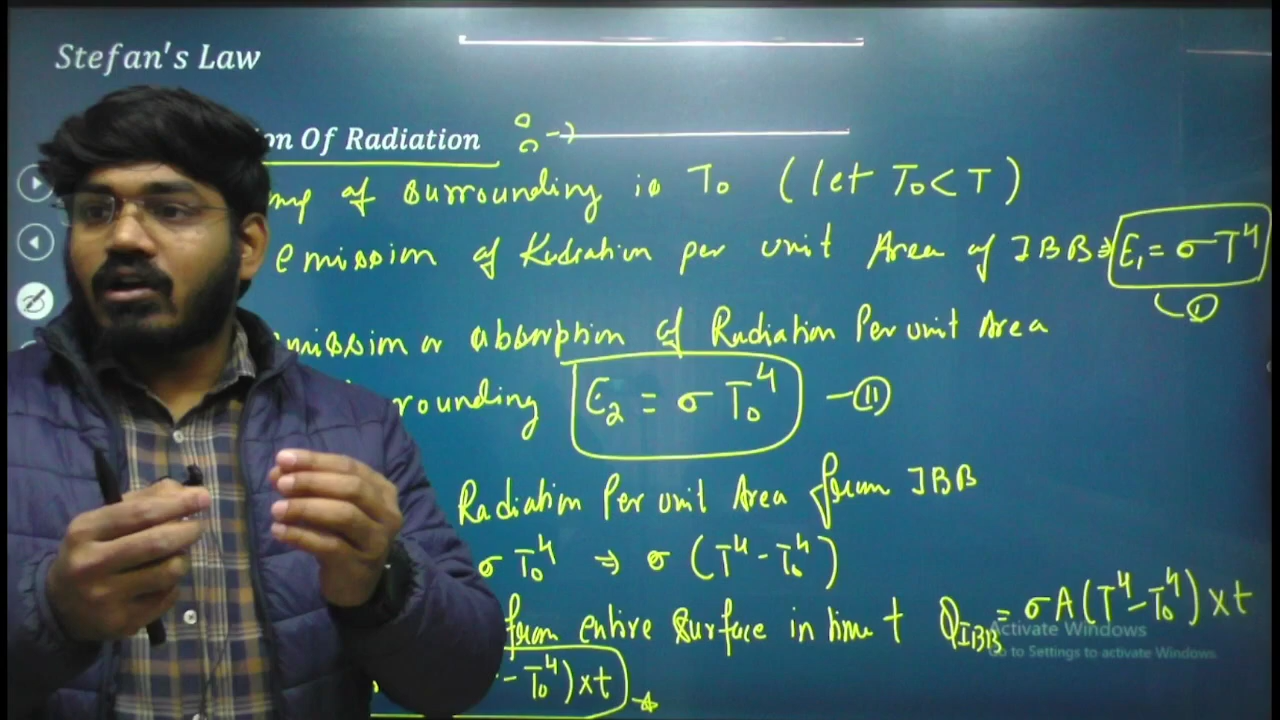 Stefan's Law
on Of Radiation :→
of surrounding is T₀ (let T₀<T)
emission of Radiation per unit Area of IBB ⇒ E₁ = σT⁴
①
mission or absorption of Radiation Per unit Area
rounding E₂ = σT₀⁴ —⑪
Radiation Per unit Area from IBB
σT₀⁴ ⇒ σ(T⁴-T₀⁴)
from entire surface in time t Q_IBB = σA(T⁴-T₀⁴)×t
Activate Windows
Go to Settings to activate Windows.
-T₀⁴)×t